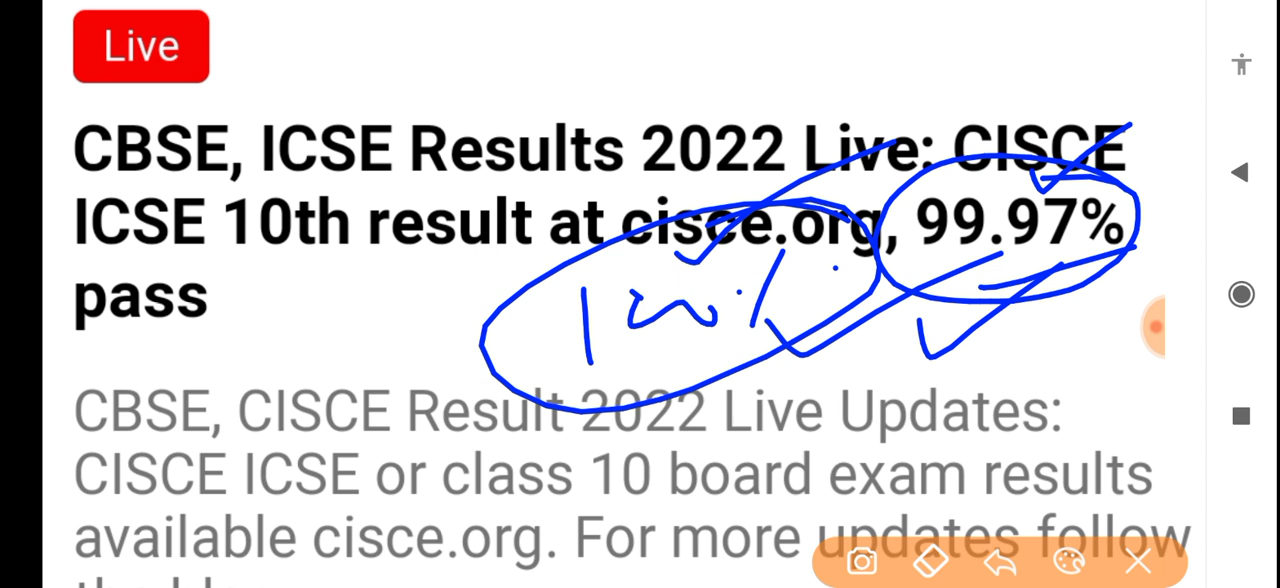 Live
CBSE, ICSE Results 2022 Live: CISCE
ICSE 10th result at cisce.org, 99.97%
pass
CBSE, CISCE Result 2022 Live Updates:
CISCE ICSE or class 10 board exam results
available cisce.org. For more updates follow